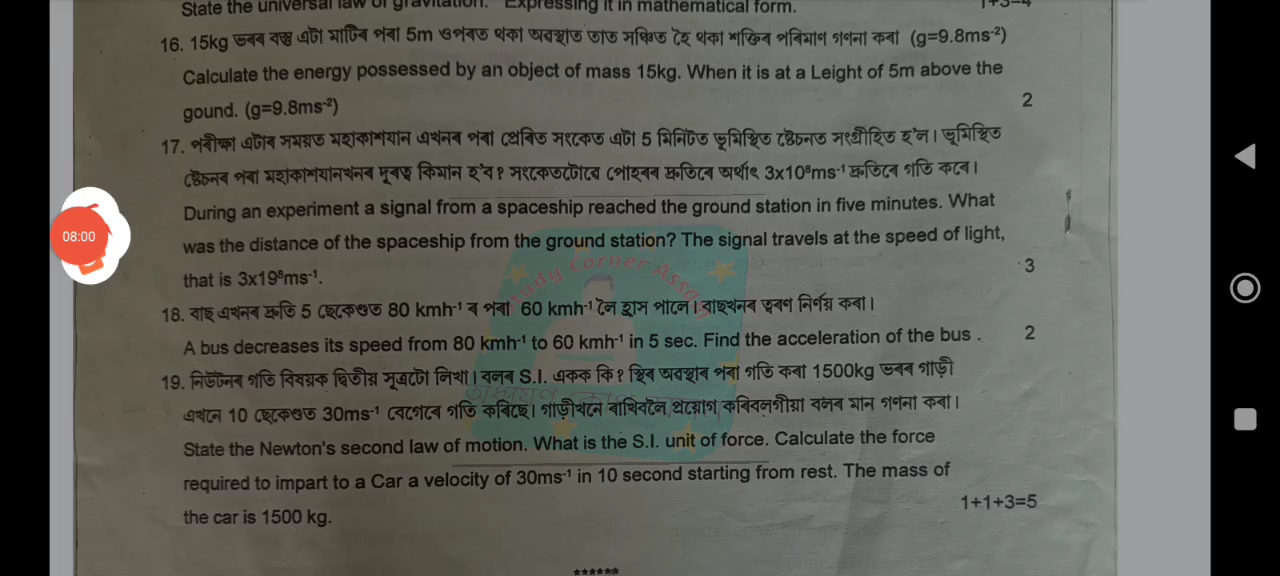 State the universal law of gravitation. Expressing it in mathematical form. 1+3=4
16. 15kg ভৰৰ বস্তু এটা মাটিৰ পৰা 5m ওপৰত থকা অৱস্থাত তাত সঞ্চিত হৈ থকা শক্তিৰ পৰিমাণ গণনা কৰা (g=9.8ms⁻²)
Calculate the energy possessed by an object of mass 15kg. When it is at a Leight of 5m above the
gound. (g=9.8ms⁻²) 2
17. পৰীক্ষা এটাৰ সময়ত মহাকাশযান এখনৰ পৰা প্ৰেৰিত সংকেত এটা 5 মিনিটত ভূমিস্থিত ষ্টেচনত সংগ্ৰীহিত হ'ল। ভূমিস্থিত
ষ্টেচনৰ পৰা মহাকাশযানখনৰ দূৰত্ব কিমান হ'ব? সংকেতটোৱে পোহৰৰ দ্ৰুতিৰে অৰ্থাৎ 3x10⁸ms⁻¹ দ্ৰুতিৰে গতি কৰে।
During an experiment a signal from a spaceship reached the ground station in five minutes. What
was the distance of the spaceship from the ground station? The signal travels at the speed of light,
that is 3x19⁸ms⁻¹. 3
18. বাছ এখনৰ দ্ৰুতি 5 ছেকেণ্ডত 80 kmh⁻¹ ৰ পৰা 60 kmh⁻¹ লৈ হ্ৰাস পালে। বাছখনৰ ত্বৰণ নিৰ্ণয় কৰা।
A bus decreases its speed from 80 kmh⁻¹ to 60 kmh⁻¹ in 5 sec. Find the acceleration of the bus . 2
19. নিউটনৰ গতি বিষয়ক দ্বিতীয় সূত্ৰটো লিখা। বলৰ S.I. একক কি? স্থিৰ অৱস্থাৰ পৰা গতি কৰা 1500kg ভৰৰ গাড়ী
এখনে 10 ছেকেণ্ডত 30ms⁻¹ বেগেৰে গতি কৰিছে। গাড়ীখনে ৰাখিবলৈ প্ৰয়োগ কৰিবলগীয়া বলৰ মান গণনা কৰা।
State the Newton's second law of motion. What is the S.I. unit of force. Calculate the force
required to impart to a Car a velocity of 30ms⁻¹ in 10 second starting from rest. The mass of
the car is 1500 kg. 1+1+3=5
******
08:00
Study Corner Assam